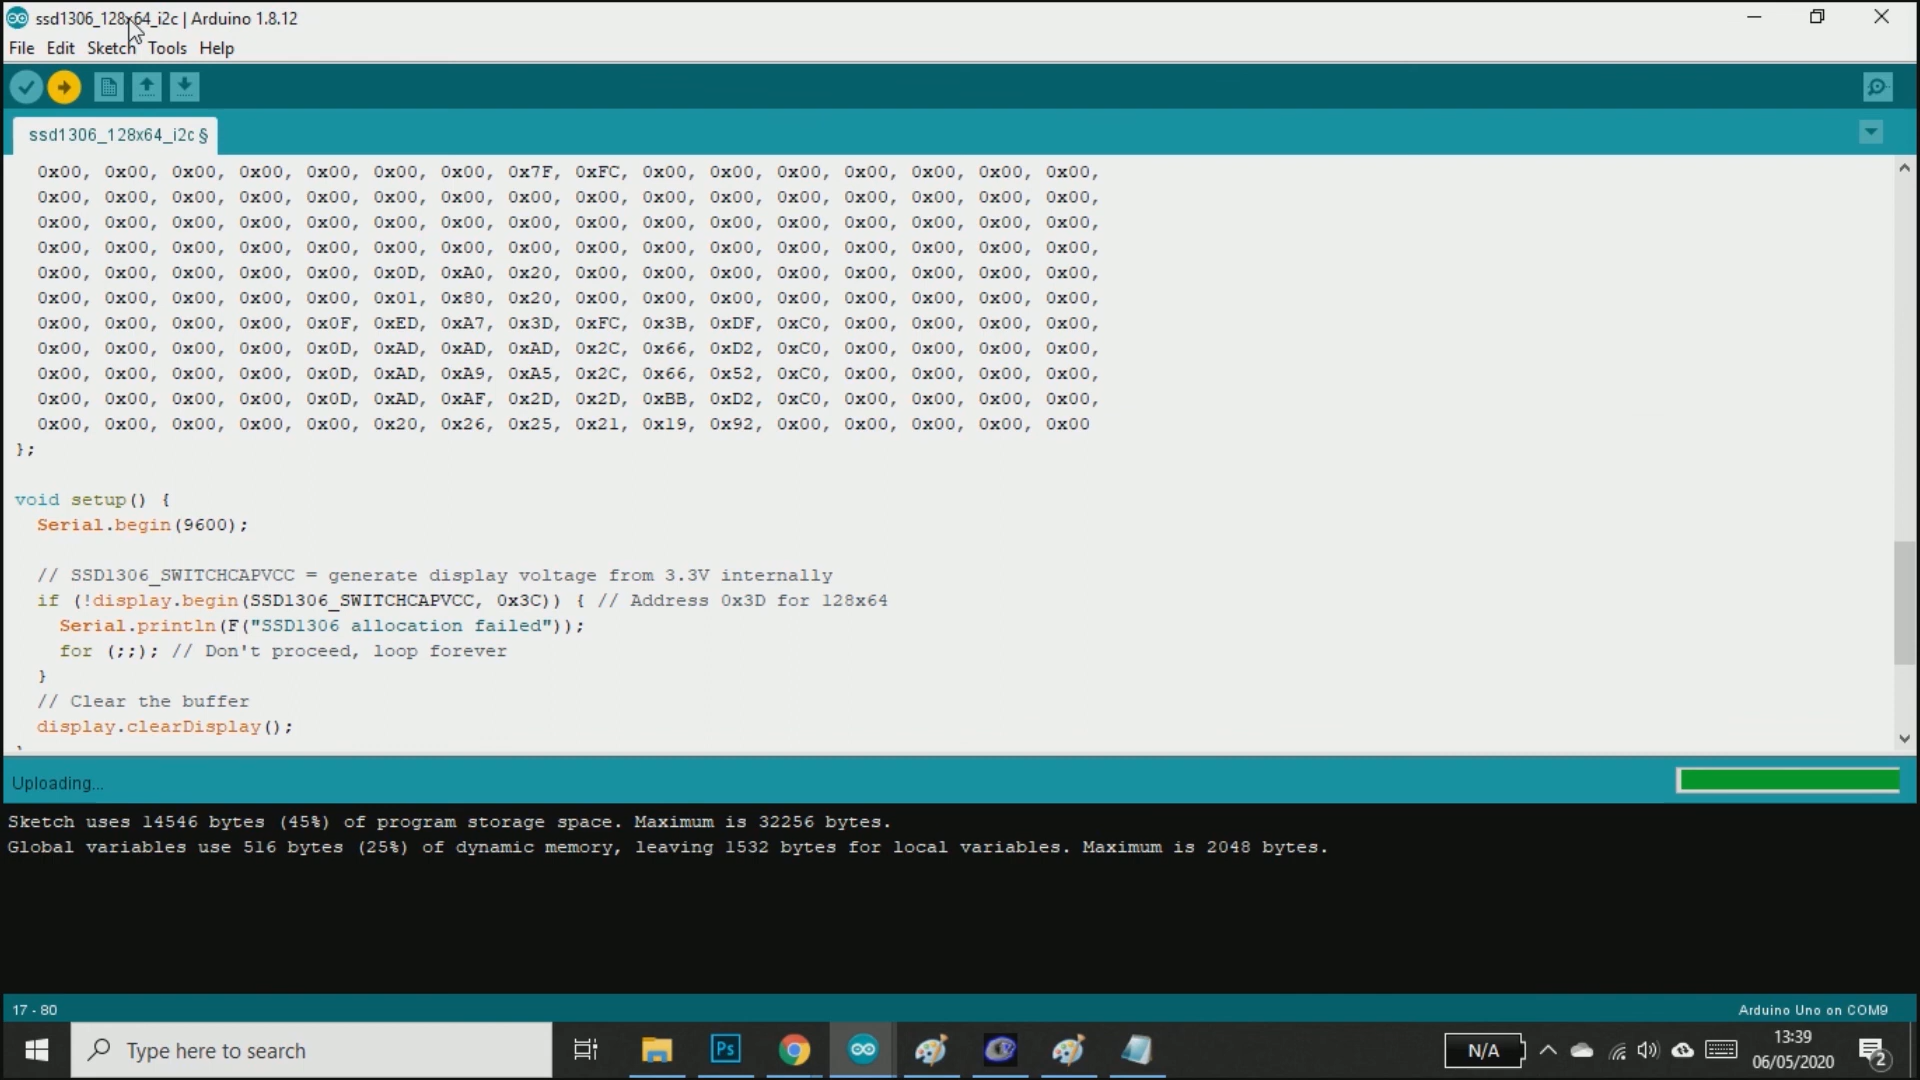 ssd1306_128x64_i2c | Arduino 1.8.12
File Edit Sketch Tools Help
ssd1306_128x64_i2c §
0x00, 0x00, 0x00, 0x00, 0x00, 0x00, 0x00, 0x7F, 0xFC, 0x00, 0x00, 0x00, 0x00, 0x00, 0x00, 0x00,
0x00, 0x00, 0x00, 0x00, 0x00, 0x00, 0x00, 0x00, 0x00, 0x00, 0x00, 0x00, 0x00, 0x00, 0x00, 0x00,
0x00, 0x00, 0x00, 0x00, 0x00, 0x00, 0x00, 0x00, 0x00, 0x00, 0x00, 0x00, 0x00, 0x00, 0x00, 0x00,
0x00, 0x00, 0x00, 0x00, 0x00, 0x00, 0x00, 0x00, 0x00, 0x00, 0x00, 0x00, 0x00, 0x00, 0x00, 0x00,
0x00, 0x00, 0x00, 0x00, 0x00, 0x0D, 0xA0, 0x20, 0x00, 0x00, 0x00, 0x00, 0x00, 0x00, 0x00, 0x00,
0x00, 0x00, 0x00, 0x00, 0x00, 0x01, 0x80, 0x20, 0x00, 0x00, 0x00, 0x00, 0x00, 0x00, 0x00, 0x00,
0x00, 0x00, 0x00, 0x00, 0x0F, 0xED, 0xA7, 0x3D, 0xFC, 0x3B, 0xDF, 0xC0, 0x00, 0x00, 0x00, 0x00,
0x00, 0x00, 0x00, 0x00, 0x0D, 0xAD, 0xAD, 0xAD, 0x2C, 0x66, 0xD2, 0xC0, 0x00, 0x00, 0x00, 0x00,
0x00, 0x00, 0x00, 0x00, 0x0D, 0xAD, 0xA9, 0xA5, 0x2C, 0x66, 0x52, 0xC0, 0x00, 0x00, 0x00, 0x00,
0x00, 0x00, 0x00, 0x00, 0x0D, 0xAD, 0xAF, 0x2D, 0x2D, 0xBB, 0xD2, 0xC0, 0x00, 0x00, 0x00, 0x00,
0x00, 0x00, 0x00, 0x00, 0x00, 0x20, 0x26, 0x25, 0x21, 0x19, 0x92, 0x00, 0x00, 0x00, 0x00, 0x00
};
void setup() {
Serial.begin(9600);
// SSD1306_SWITCHCAPVCC = generate display voltage from 3.3V internally
if (!display.begin(SSD1306_SWITCHCAPVCC, 0x3C)) { // Address 0x3D for 128x64
Serial.println(F("SSD1306 allocation failed"));
for (;;); // Don't proceed, loop forever
}
// Clear the buffer
display.clearDisplay();
Uploading...
Sketch uses 14546 bytes (45%) of program storage space. Maximum is 32256 bytes.
Global variables use 516 bytes (25%) of dynamic memory, leaving 1532 bytes for local variables. Maximum is 2048 bytes.
17 - 80
Arduino Uno on COM9
Type here to search
Ps
N/A
13:39
06/05/2020
2